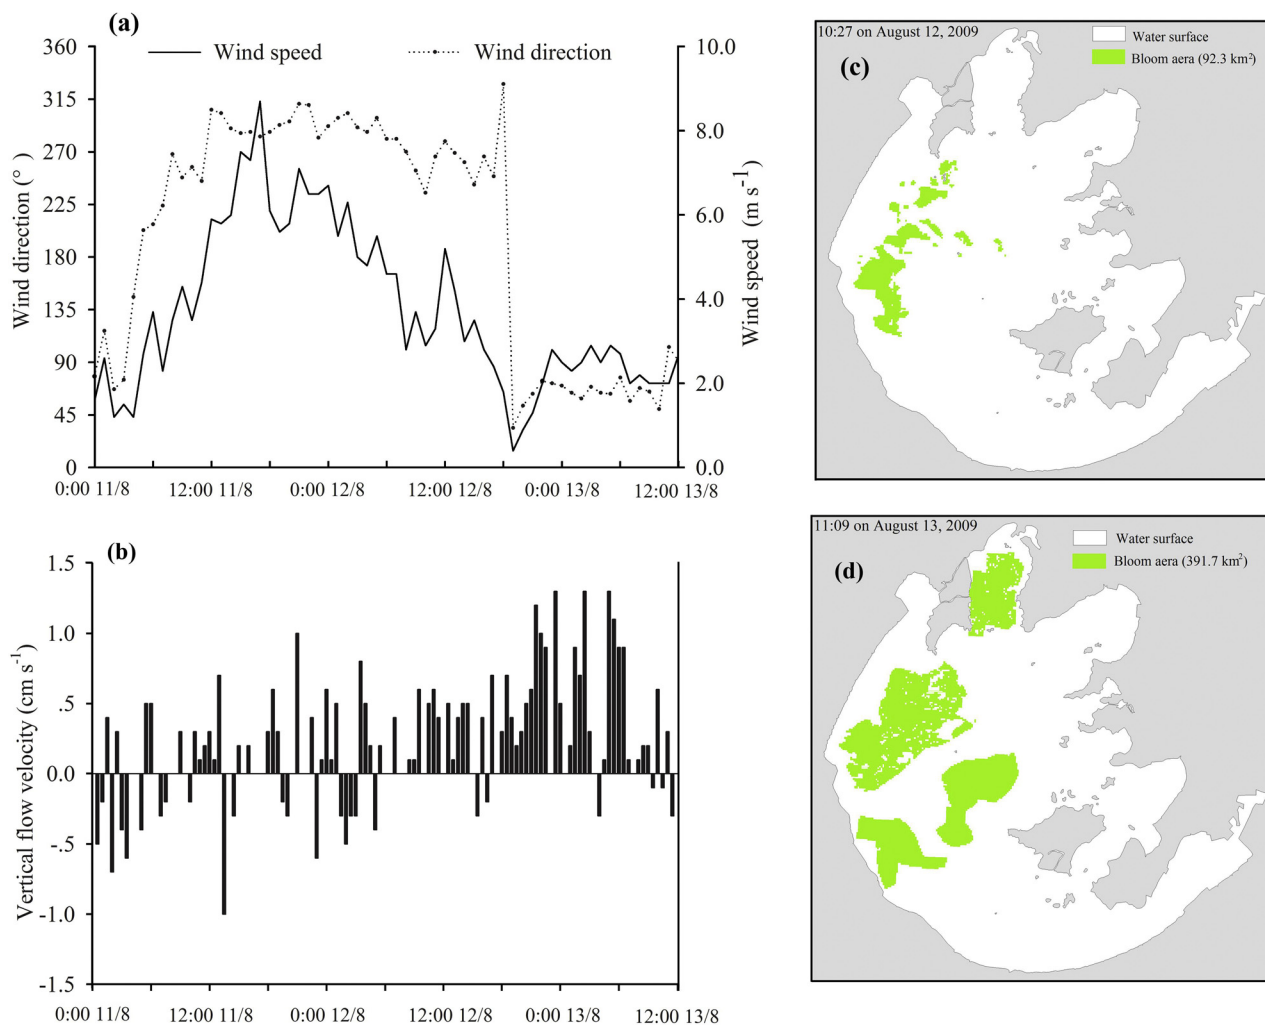 (a)
Wind speed
Wind direction
Wind direction (°)
360
315
270
225
180
135
90
45
0
10.0
8.0
6.0
4.0
2.0
0.0
Wind speed (m s⁻¹)
0:00 11/8
12:00 11/8
0:00 12/8
12:00 12/8
0:00 13/8
12:00 13/8
(b)
Vertical flow velocity (cm s⁻¹)
1.5
1.0
.5
0.0
-.5
-1.0
-1.5
0:00 11/8
12:00 11/8
0:00 12/8
12:00 12/8
0:00 13/8
12:00 13/8
10:27 on August 12, 2009
(c)
Water surface
Bloom aera (92.3 km²)
11:09 on August 13, 2009
(d)
Water surface
Bloom aera (391.7 km²)